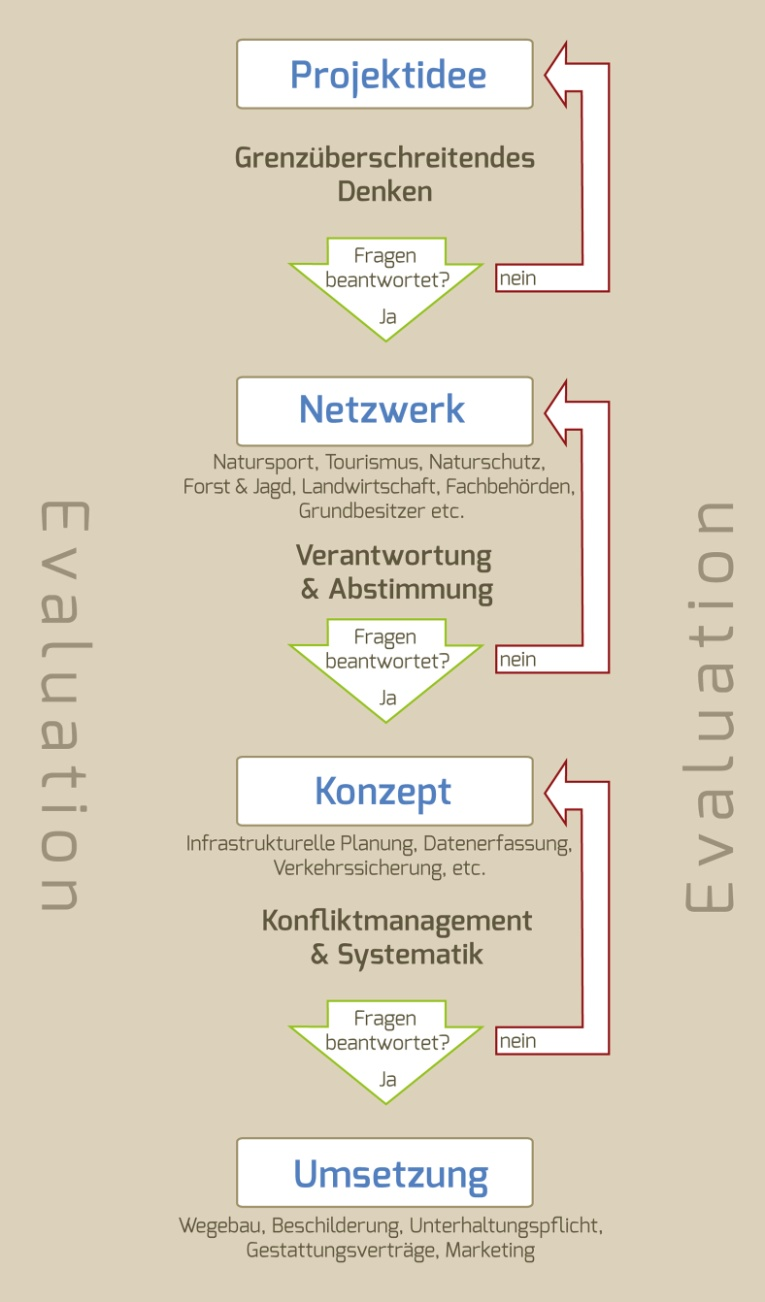 Projektidee
Grenzüberschreitendes
Denken
Fragen
beantwortet?
Ja
nein
Netzwerk
Natursport, Tourismus, Naturschutz,
Forst & Jagd, Landwirtschaft, Fachbehörden,
Grundbesitzer etc.
Verantwortung
& Abstimmung
Fragen
beantwortet?
Ja
nein
Konzept
Infrastrukturelle Planung, Datenerfassung,
Verkehrssicherung, etc.
Konfliktmanagement
& Systematik
Fragen
beantwortet?
Ja
nein
Umsetzung
Wegebau, Beschilderung, Unterhaltungspflicht,
Gestattungsverträge, Marketing
Evaluation
Evaluation